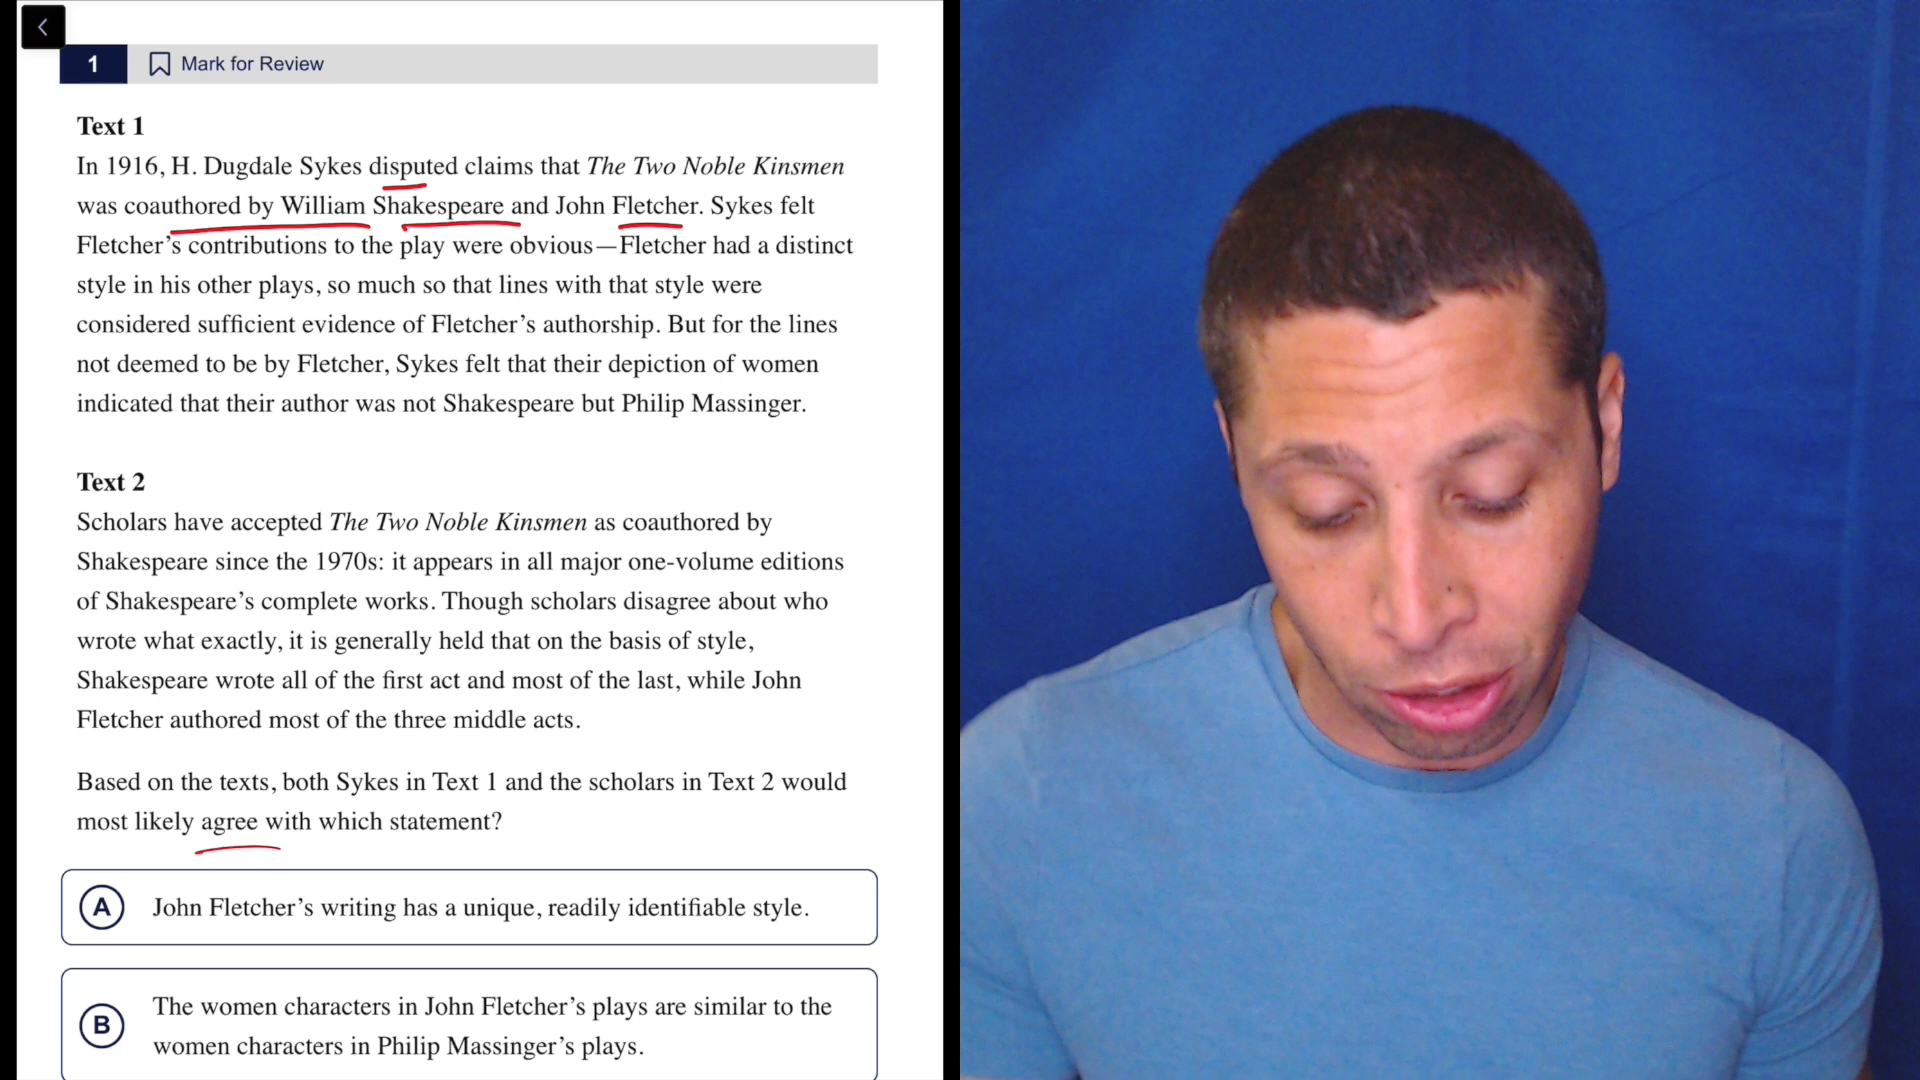 1 Mark for Review
Text 1
In 1916, H. Dugdale Sykes disputed claims that The Two Noble Kinsmen
was coauthored by William Shakespeare and John Fletcher. Sykes felt
Fletcher’s contributions to the play were obvious—Fletcher had a distinct
style in his other plays, so much so that lines with that style were
considered sufficient evidence of Fletcher’s authorship. But for the lines
not deemed to be by Fletcher, Sykes felt that their depiction of women
indicated that their author was not Shakespeare but Philip Massinger.
Text 2
Scholars have accepted The Two Noble Kinsmen as coauthored by
Shakespeare since the 1970s: it appears in all major one-volume editions
of Shakespeare’s complete works. Though scholars disagree about who
wrote what exactly, it is generally held that on the basis of style,
Shakespeare wrote all of the first act and most of the last, while John
Fletcher authored most of the three middle acts.
Based on the texts, both Sykes in Text 1 and the scholars in Text 2 would
most likely agree with which statement?
A John Fletcher’s writing has a unique, readily identifiable style.
B The women characters in John Fletcher’s plays are similar to the
women characters in Philip Massinger’s plays.